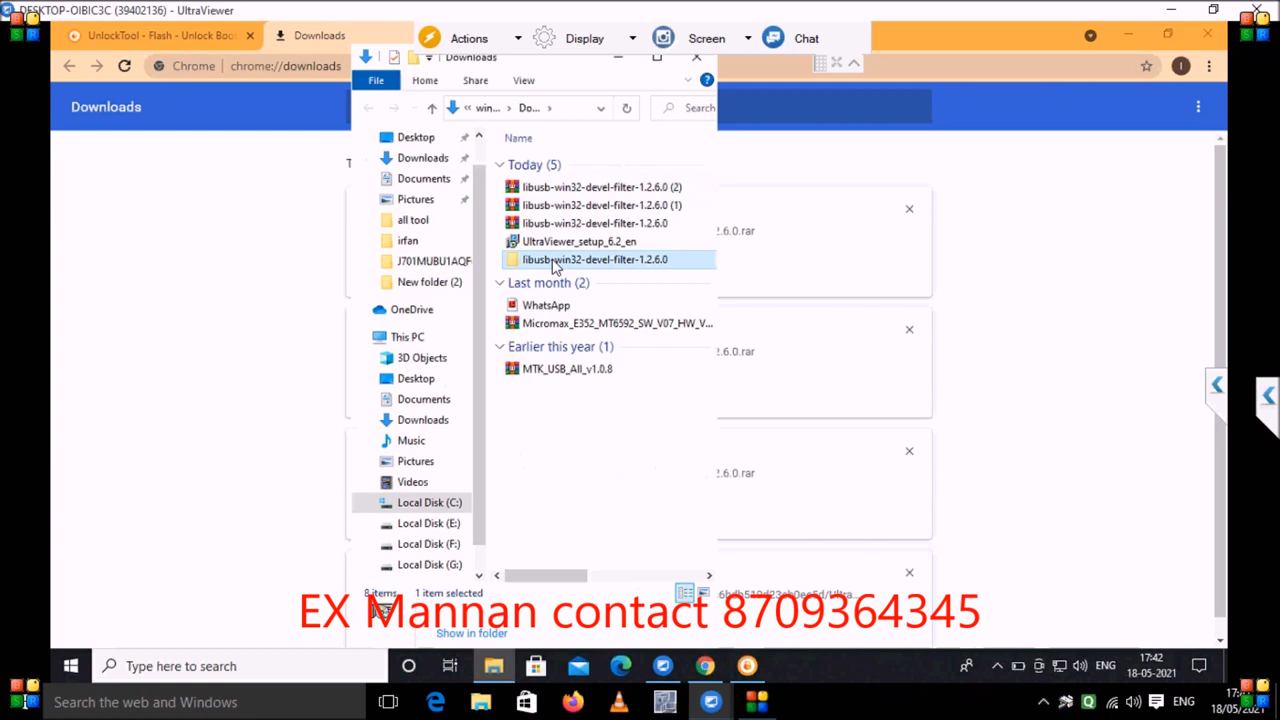 DESKTOP-OIBIC3C (39402136) - UltraViewer
UnlockTool - Flash - Unlock Boo
Downloads
Actions
Display
Screen
Chat
Chrome
chrome://downloads
Downloads
Downloads
File
Home
Share
View
win...
Do...
Search
Name
Desktop
Downloads
Documents
Pictures
all tool
irfan
J701MUBU1AQF
New folder (2)
OneDrive
This PC
3D Objects
Desktop
Documents
Downloads
Music
Pictures
Videos
Local Disk (C:)
Local Disk (E:)
Local Disk (F:)
Local Disk (G:)
Today (5)
libusb-win32-devel-filter-1.2.6.0 (2)
libusb-win32-devel-filter-1.2.6.0 (1)
libusb-win32-devel-filter-1.2.6.0
UltraViewer_setup_6.2_en
libusb-win32-devel-filter-1.2.6.0
Last month (2)
WhatsApp
Micromax_E352_MT6592_SW_V07_HW_V...
Earlier this year (1)
MTK_USB_All_v1.0.8
2.6.0.rar
2.6.0.rar
2.6.0.rar
8 items
1 item selected
EX Mannan contact 8709364345
Show in folder
Type here to search
ENG
17:42
18-05-2021
Search the web and Windows
ENG
18/05/2021